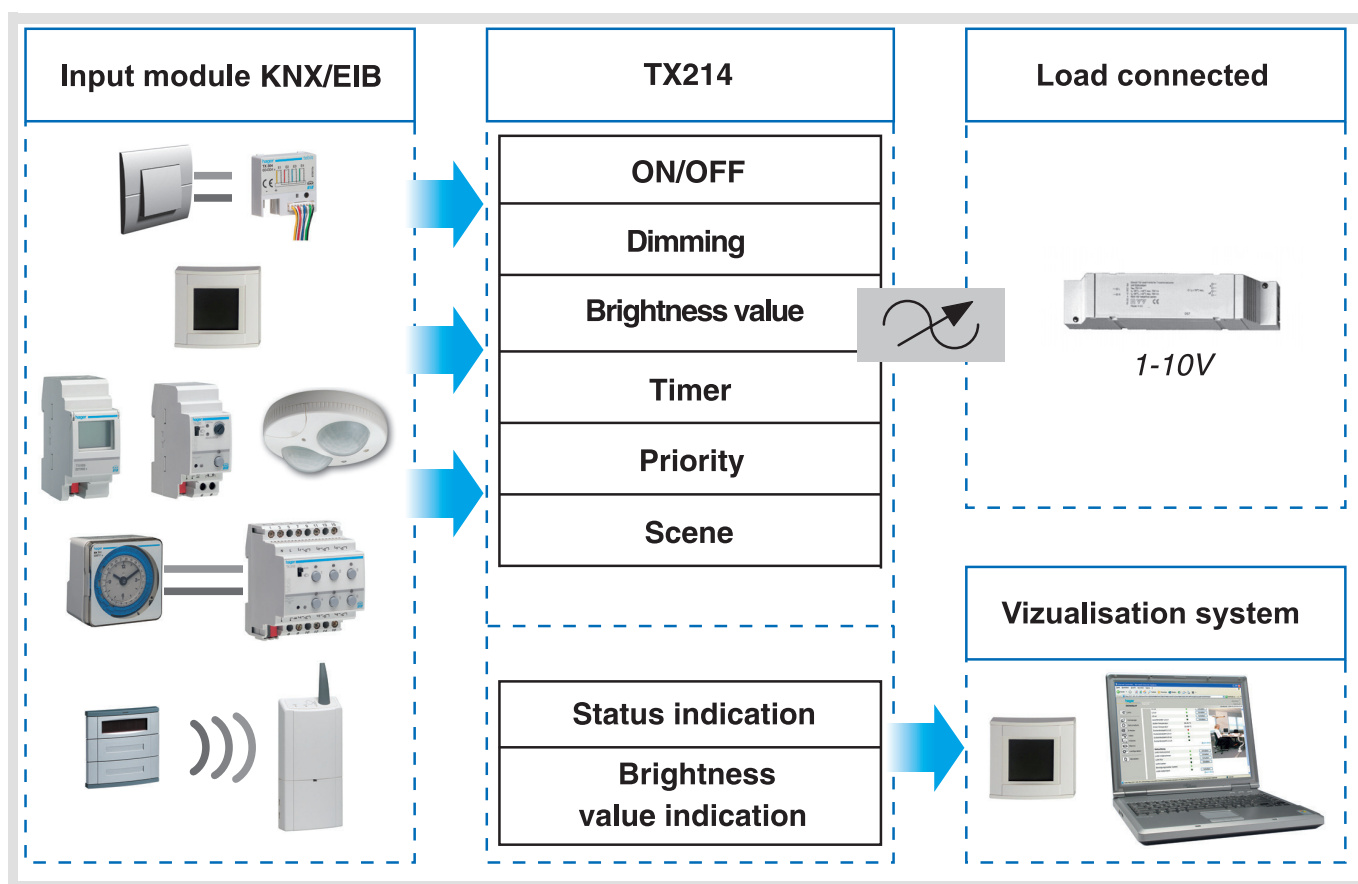 Input module KNX/EIB
TX214
Load connected
ON/OFF
Dimming
Brightness value
Timer
Priority
Scene
1-10V
Vizualisation system
Status indication
Brightness
value indication
hager